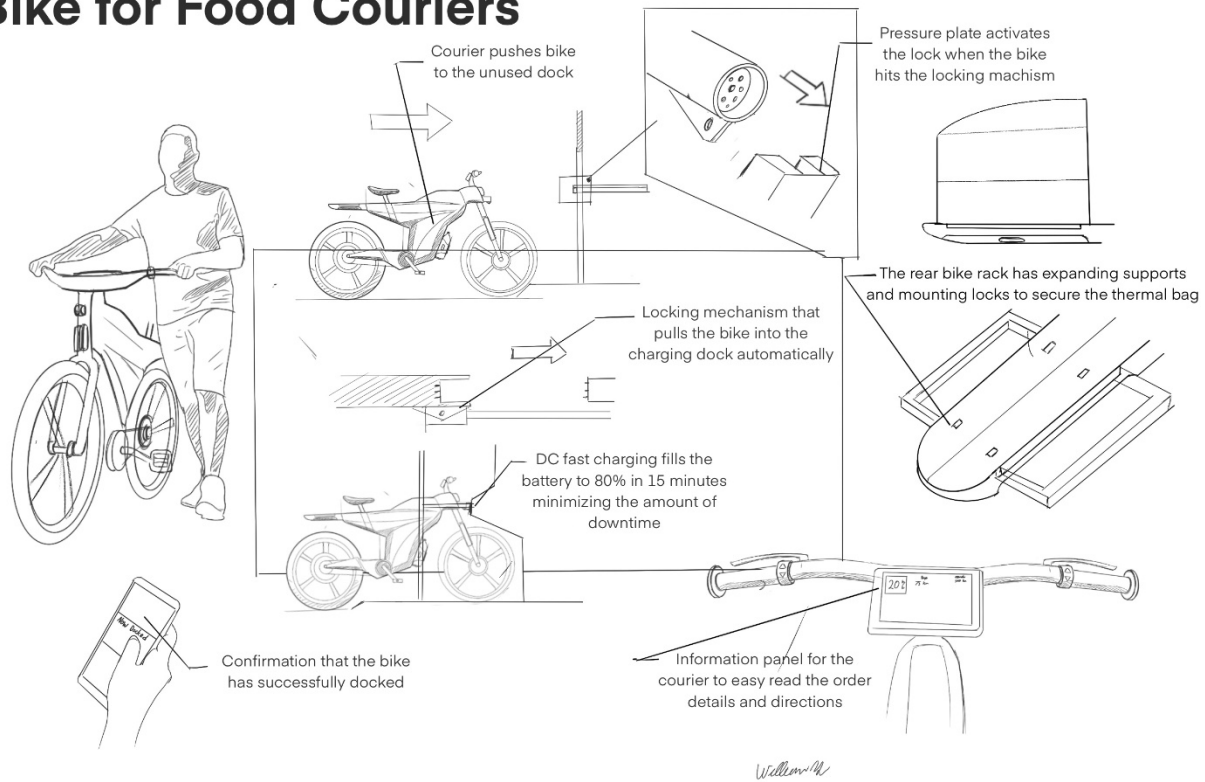 Bike for Food Couriers
Courier pushes bike
to the unused dock
Pressure plate activates
the lock when the bike
hits the locking machism
The rear bike rack has expanding supports
and mounting locks to secure the thermal bag
Locking mechanism that
pulls the bike into the
charging dock automatically
DC fast charging fills the
battery to 80% in 15 minutes
minimizing the amount of
downtime
Now Docked
Confirmation that the bike
has successfully docked
Information panel for the
courier to easy read the order
details and directions